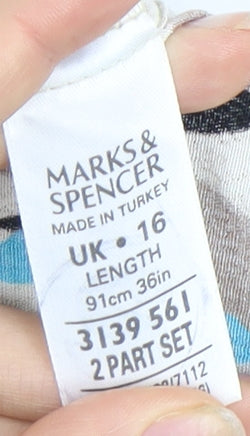 MARKS &
SPENCER
MADE IN TURKEY
UK • 16
LENGTH
91cm 36in
3139 561
2 PART SET